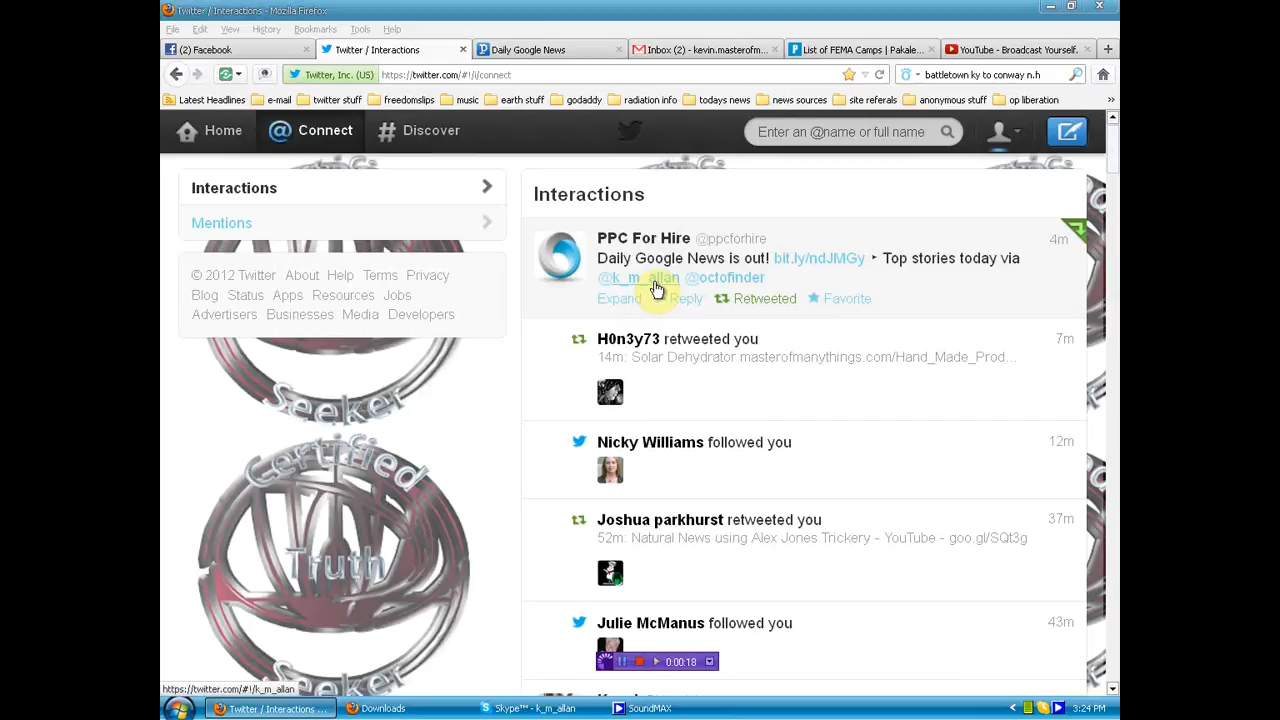 Twitter / Interactions - Mozilla Firefox
File Edit View History Bookmarks Tools Help
(2) Facebook × Twitter / Interactions × Daily Google News × Inbox (2) - kevin.masterofm... × List of FEMA Camps | Pakale... × YouTube - Broadcast Yourself. × +
Twitter, Inc. (US) https://twitter.com/#!/i/connect battletown ky to conway n.h
Latest Headlines e-mail twitter stuff freedomslips music earth stuff godaddy radiation info todays news news sources site referals anonymous stuff op liberation
Home @ Connect # Discover Enter an @name or full name
Interactions
Mentions
© 2012 Twitter About Help Terms Privacy
Blog Status Apps Resources Jobs
Advertisers Businesses Media Developers
Seeker
Certified
Truth
Seeker
Interactions
PPC For Hire @ppcforhire 4m
Daily Google News is out! bit.ly/ndJMGy ▸ Top stories today via
@k_m_allan @octofinder
Expand Reply Retweeted Favorite
H0n3y73 retweeted you 7m
14m: Solar Dehydrator masterofmanythings.com/Hand_Made_Prod...
Nicky Williams followed you 12m
Joshua parkhurst retweeted you 37m
52m: Natural News using Alex Jones Trickery - YouTube - goo.gl/SQt3g
Julie McManus followed you 43m
0:00:18
https://twitter.com/#!/k_m_allan
Twitter / Interactions ... Downloads Skype™ - k_m_allan SoundMAX 3:24 PM